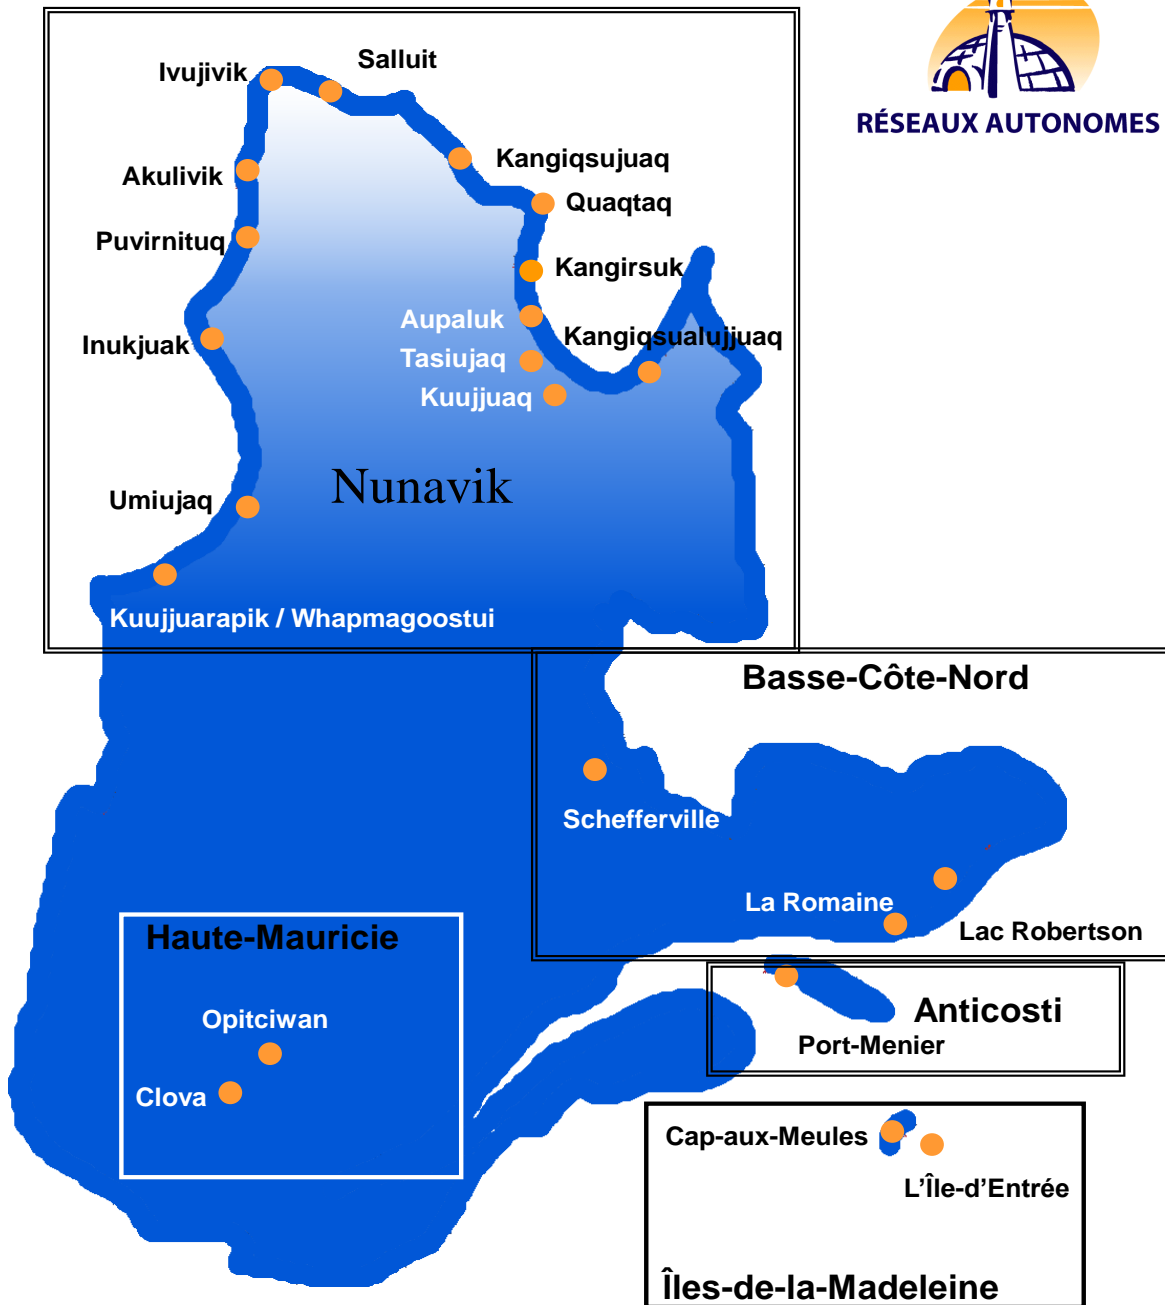 RÉSEAUX AUTONOMES
Salluit
Ivujivik
Kangiqsujuaq
Akulivik
Quaqtaq
Puvirnituq
Kangirsuk
Aupaluk
Kangiqsualujjuaq
Inukjuak
Tasiujaq
Kuujjuaq
Nunavik
Umiujaq
Kuujjuarapik / Whapmagoostui
Basse-Côte-Nord
Schefferville
La Romaine
Lac Robertson
Haute-Mauricie
Opitciwan
Clova
Anticosti
Port-Menier
Cap-aux-Meules
L’Île-d’Entrée
Îles-de-la-Madeleine